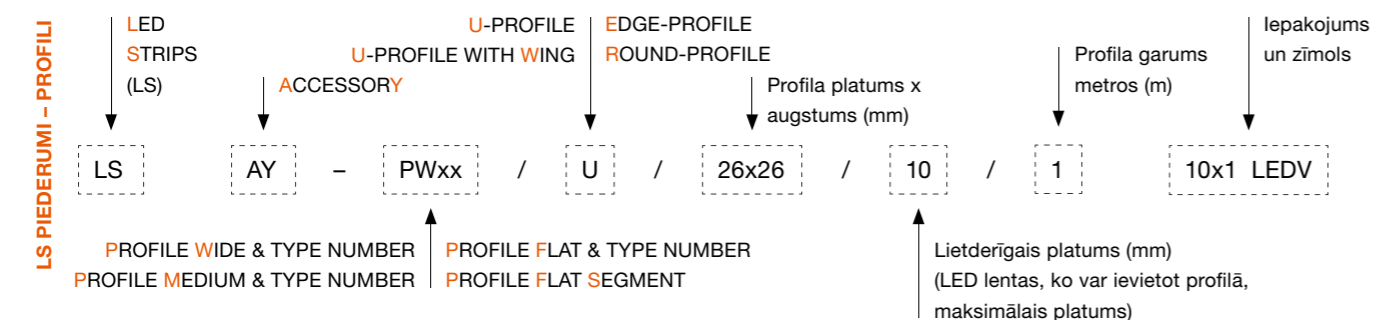 LS PIEDERUMI – PROFILI
LED
STRIPS
(LS)
ACCESSORY
U-PROFILE
U-PROFILE WITH WING
EDGE-PROFILE
ROUND-PROFILE
Profila platums x
augstums (mm)
Profila garums
metros (m)
Iepakojums
un zīmols
LS AY – PWxx / U / 26x26 / 10 / 1 10x1 LEDV
PROFILE WIDE & TYPE NUMBER
PROFILE MEDIUM & TYPE NUMBER
PROFILE FLAT & TYPE NUMBER
PROFILE FLAT SEGMENT
Lietderīgais platums (mm)
(LED lentas, ko var ievietot profilā,
maksimālais platums)